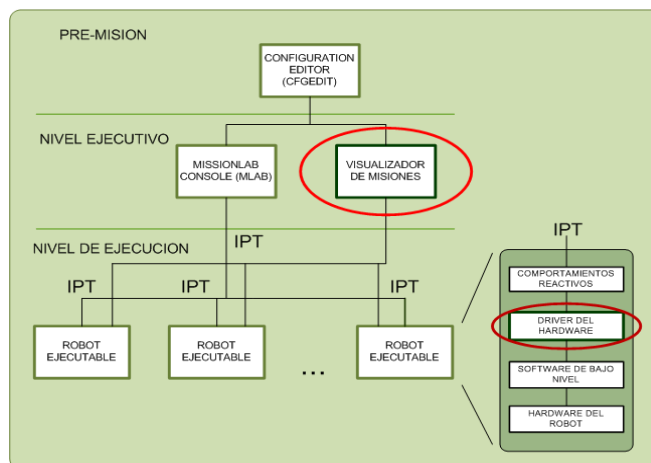 PRE-MISION
CONFIGURATION
EDITOR
(CFGEDIT)
NIVEL EJECUTIVO
MISSIONLAB
CONSOLE (MLAB)
VISUALIZADOR
DE MISIONES
NIVEL DE EJECUCION
IPT
IPT
IPT
IPT
ROBOT
EJECUTABLE
ROBOT
EJECUTABLE
...
ROBOT
EJECUTABLE
IPT
COMPORTAMIENTOS
REACTIVOS
DRIVER DEL
HARDWARE
SOFTWARE DE BAJO
NIVEL
HARDWARE DEL
ROBOT